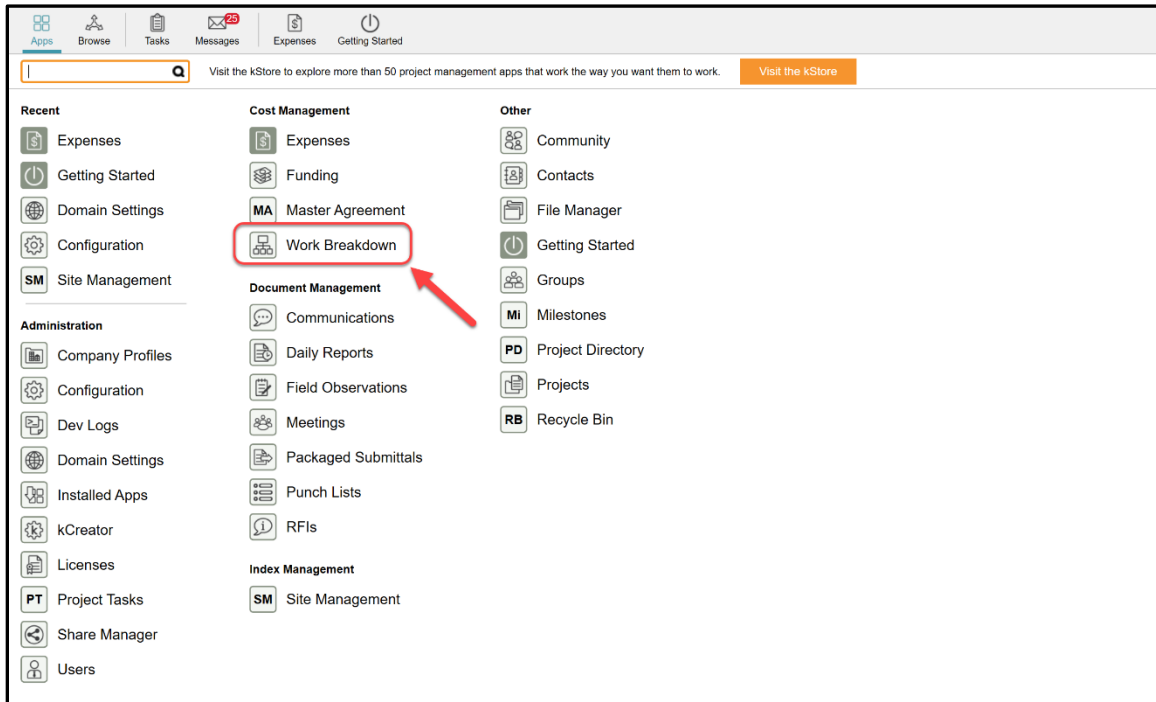 25
Apps Browse Tasks Messages Expenses Getting Started
Visit the kStore to explore more than 50 project management apps that work the way you want them to work. Visit the kStore
Recent
Expenses
Getting Started
Domain Settings
Configuration
SM Site Management
Administration
Company Profiles
Configuration
Dev Logs
Domain Settings
Installed Apps
k kCreator
Licenses
PT Project Tasks
Share Manager
Users
Cost Management
$ Expenses
Funding
MA Master Agreement
Work Breakdown
Document Management
Communications
Daily Reports
Field Observations
Meetings
Packaged Submittals
Punch Lists
RFIs
Index Management
SM Site Management
Other
Community
Contacts
File Manager
Getting Started
Groups
Mi Milestones
PD Project Directory
Projects
RB Recycle Bin